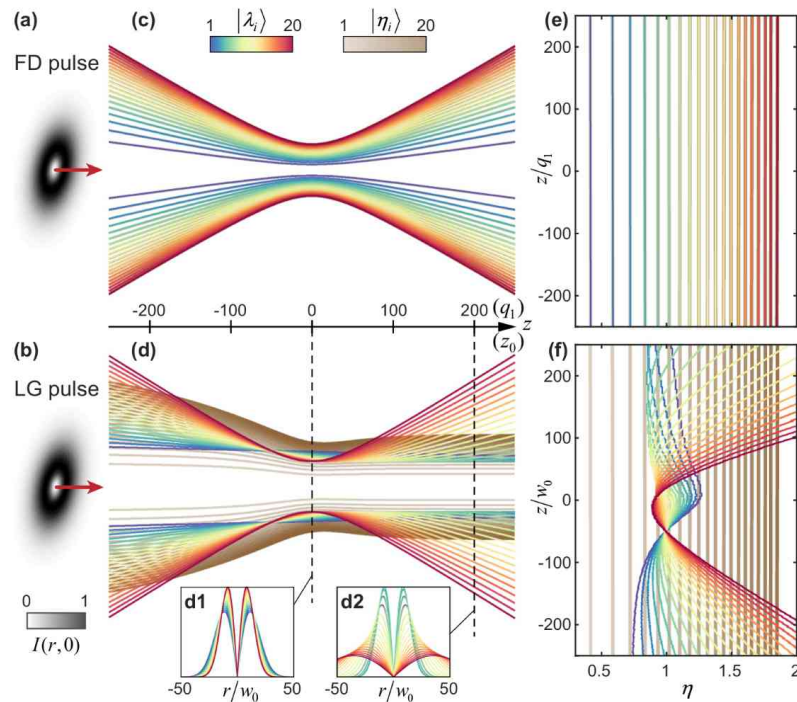 (a)
FD pulse
(c)
|λᵢ⟩
1 20
|ηᵢ⟩
1 20
(e)
200
100
0
-100
-200
z/q₁
-200 -100 0 100 200 (q₁)
z
(z₀)
(b)
LG pulse
0 1
I(r,0)
(d)
d1
-50 50
r/w₀
d2
-50 50
r/w₀
(f)
200
100
0
-100
-200
z/w₀
0.5 1 1.5 2
η